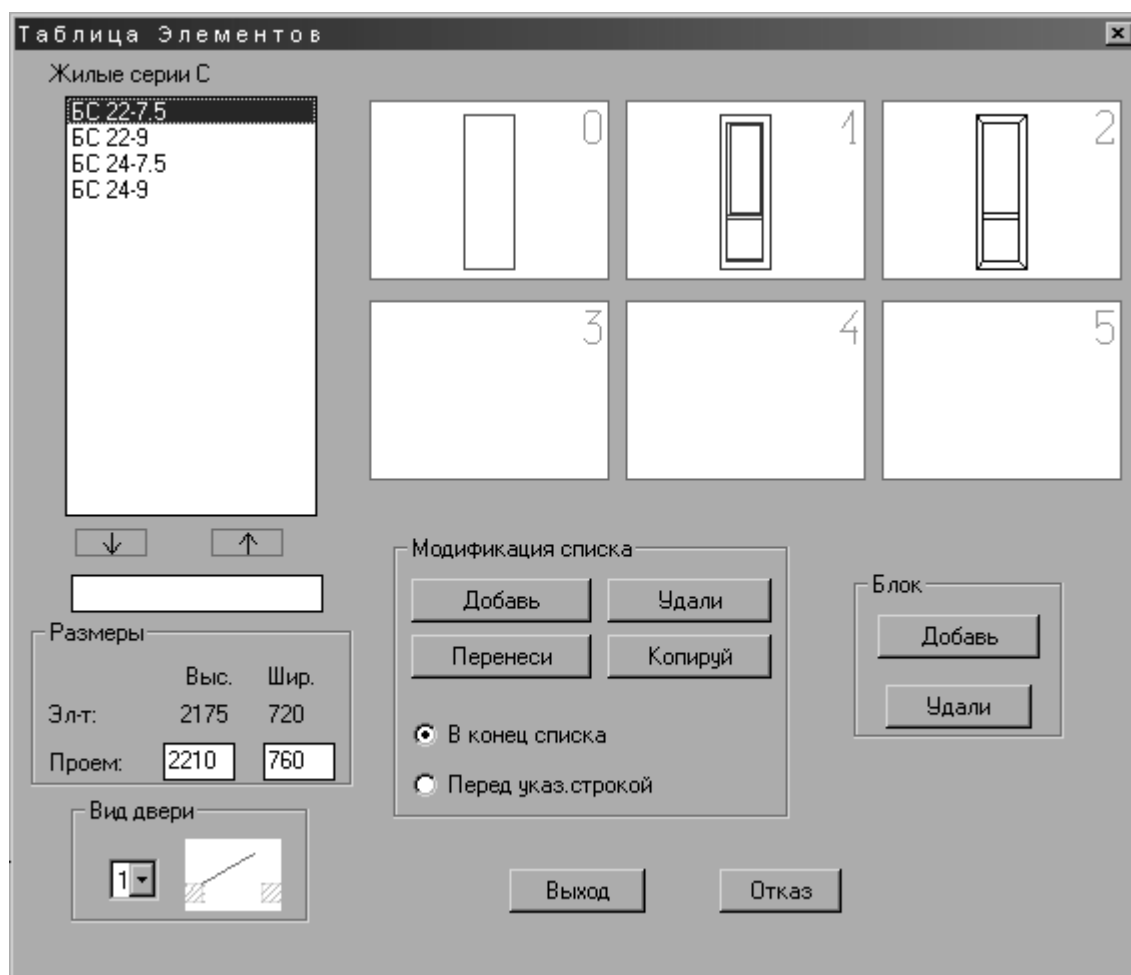 Таблица Элементов
Жилые серии С
БС 22-7.5
БС 22-9
БС 24-7.5
БС 24-9
0
1
2
3
4
5
Модификация списка
Добавь
Удали
Перенеси
Копируй
В конец списка
Перед указ.строкой
Блок
Добавь
Удали
Размеры
Выс. Шир.
Эл-т: 2175 720
Проем: 2210 760
Вид двери
1
Выход
Отказ